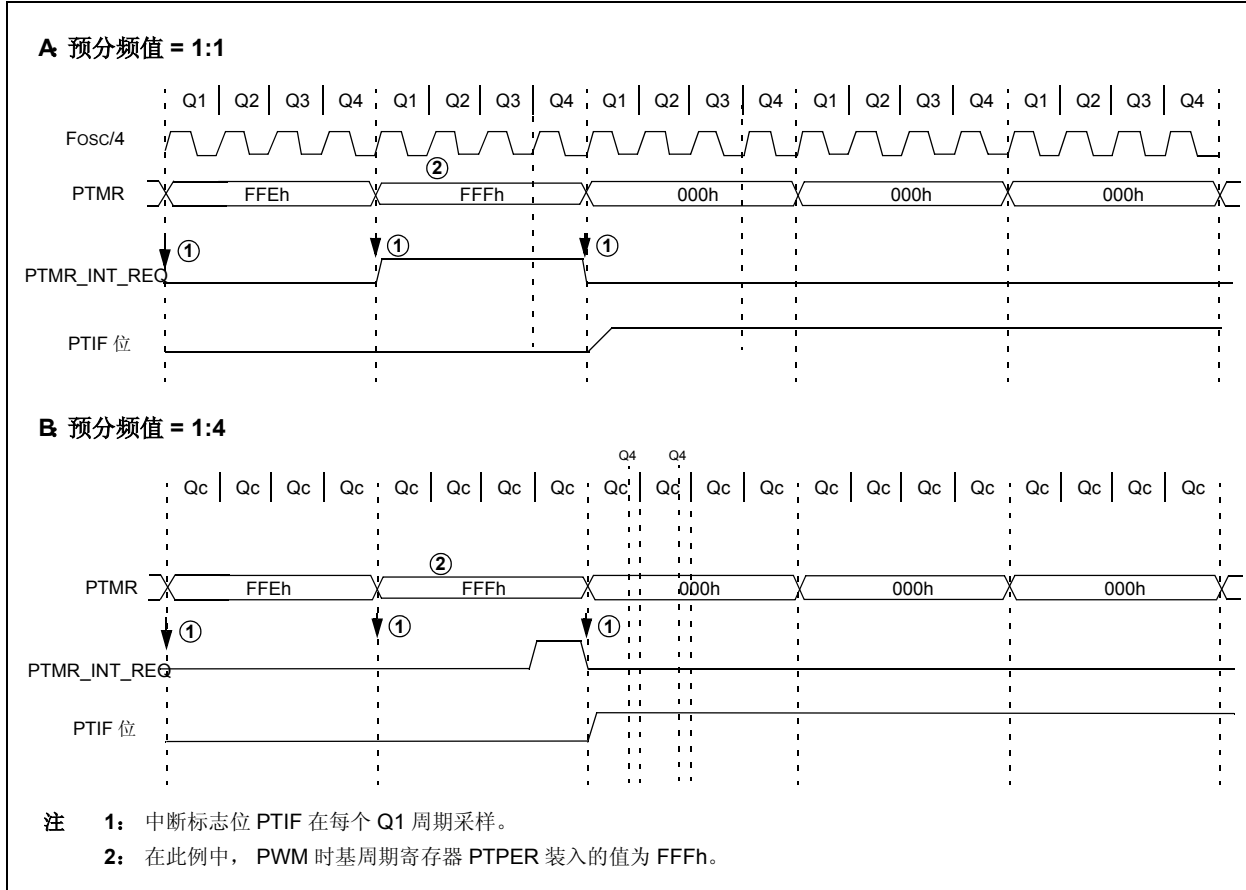 A: 预分频值 = 1:1
Q1 Q2 Q3 Q4 Q1 Q2 Q3 Q4 Q1 Q2 Q3 Q4 Q1 Q2 Q3 Q4 Q1 Q2 Q3 Q4
FOSC/4
②
PTMR FFEh FFFh 000h 000h 000h
① ① ①
PTMR_INT_REQ
PTIF 位
B: 预分频值 = 1:4
Q4 Q4
Qc Qc Qc Qc Qc Qc Qc Qc Qc Qc Qc Qc Qc Qc Qc Qc Qc Qc Qc Qc
②
PTMR FFEh FFFh 000h 000h 000h
① ① ①
PTMR_INT_REQ
PTIF 位
注 1: 中断标志位 PTIF 在每个 Q1 周期采样。
2: 在此例中， PWM 时基周期寄存器 PTPER 装入的值为 FFFh。